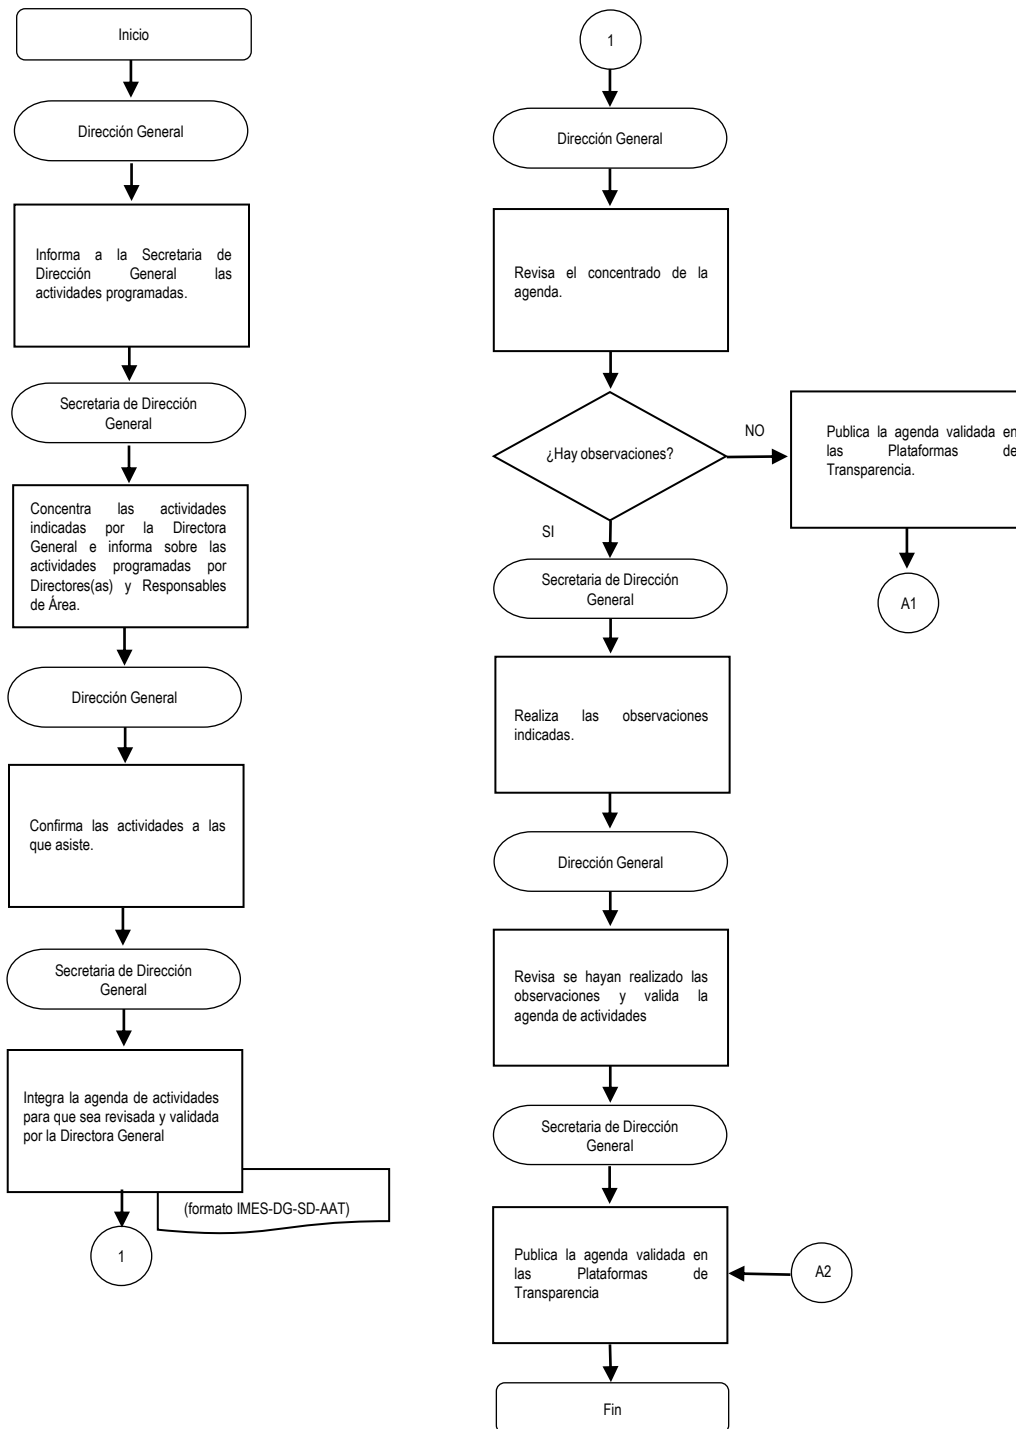 Inicio
Dirección General
Informa a la Secretaria de
Dirección General las
actividades programadas.
Secretaria de Dirección
General
Concentra las actividades
indicadas por la Directora
General e informa sobre las
actividades programadas por
Directores(as) y Responsables
de Área.
Dirección General
Confirma las actividades a las
que asiste.
Secretaria de Dirección
General
Integra la agenda de actividades
para que sea revisada y validada
por la Directora General
(formato IMES-DG-SD-AAT)
1
1
Dirección General
Revisa el concentrado de la
agenda.
¿Hay observaciones?
NO
Publica la agenda validada en
las Plataformas de
Transparencia.
A1
SI
Secretaria de Dirección
General
Realiza las observaciones
indicadas.
Dirección General
Revisa se hayan realizado las
observaciones y valida la
agenda de actividades
Secretaria de Dirección
General
Publica la agenda validada en
las Plataformas de
Transparencia
A2
Fin